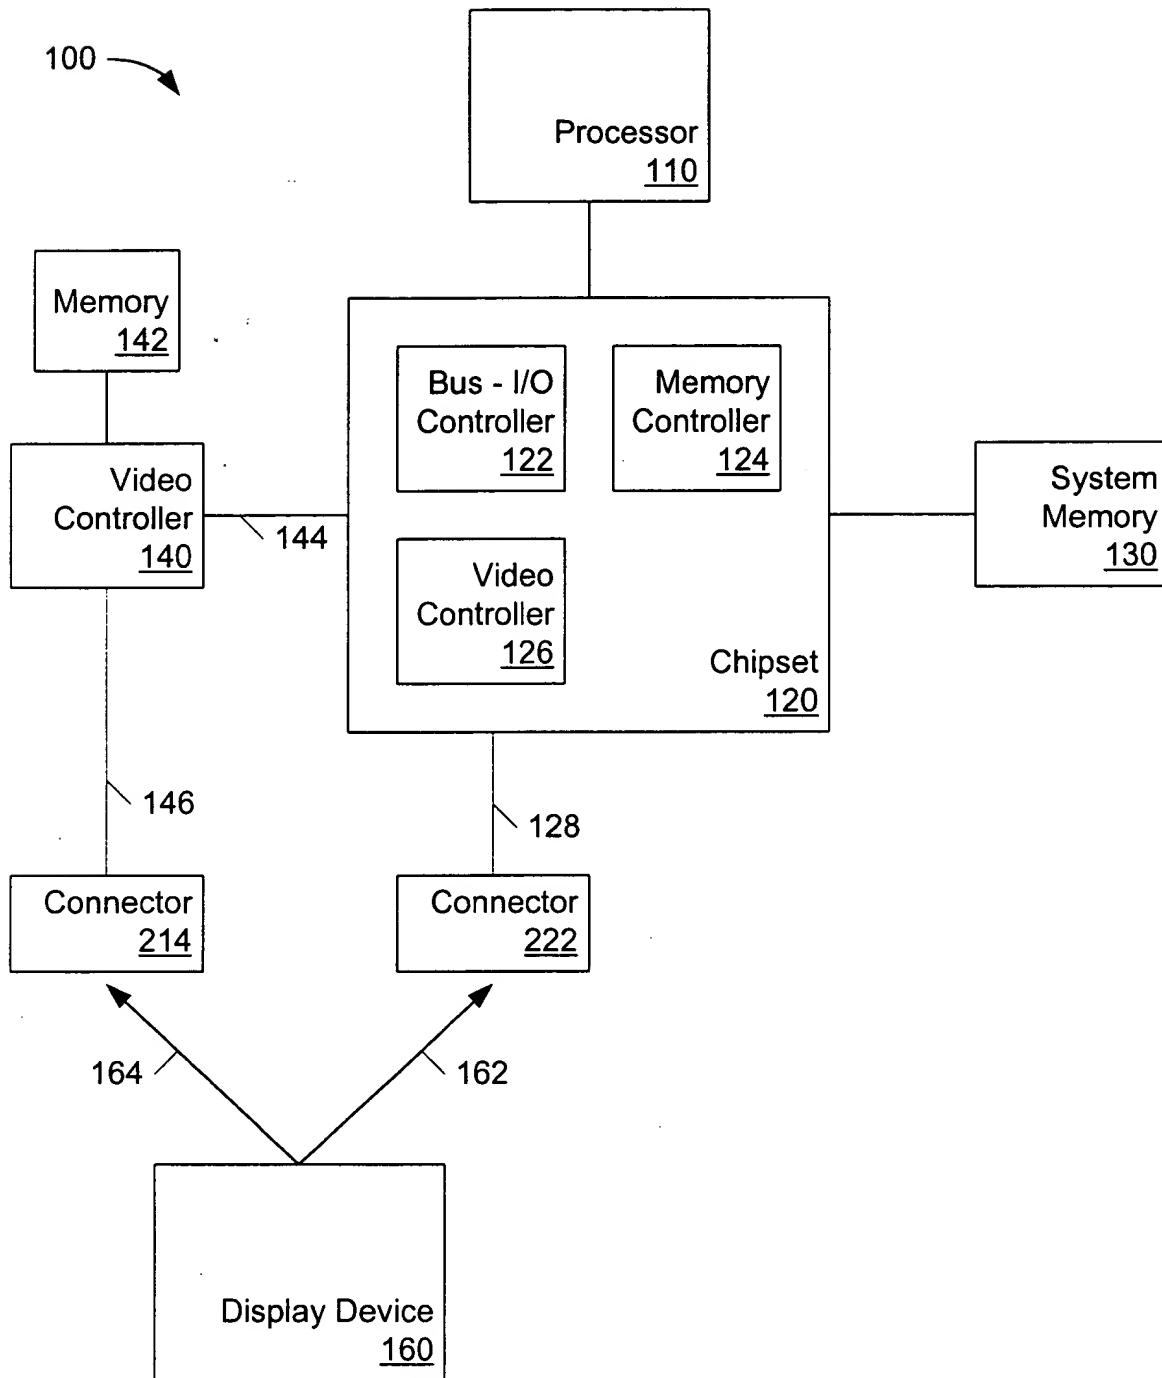 100
Processor
110
Memory
142
Bus - I/O
Controller
122
Memory
Controller
124
Video
Controller
140
144
System
Memory
130
Video
Controller
126
Chipset
120
146
128
Connector
214
Connector
222
164
162
Display Device
160